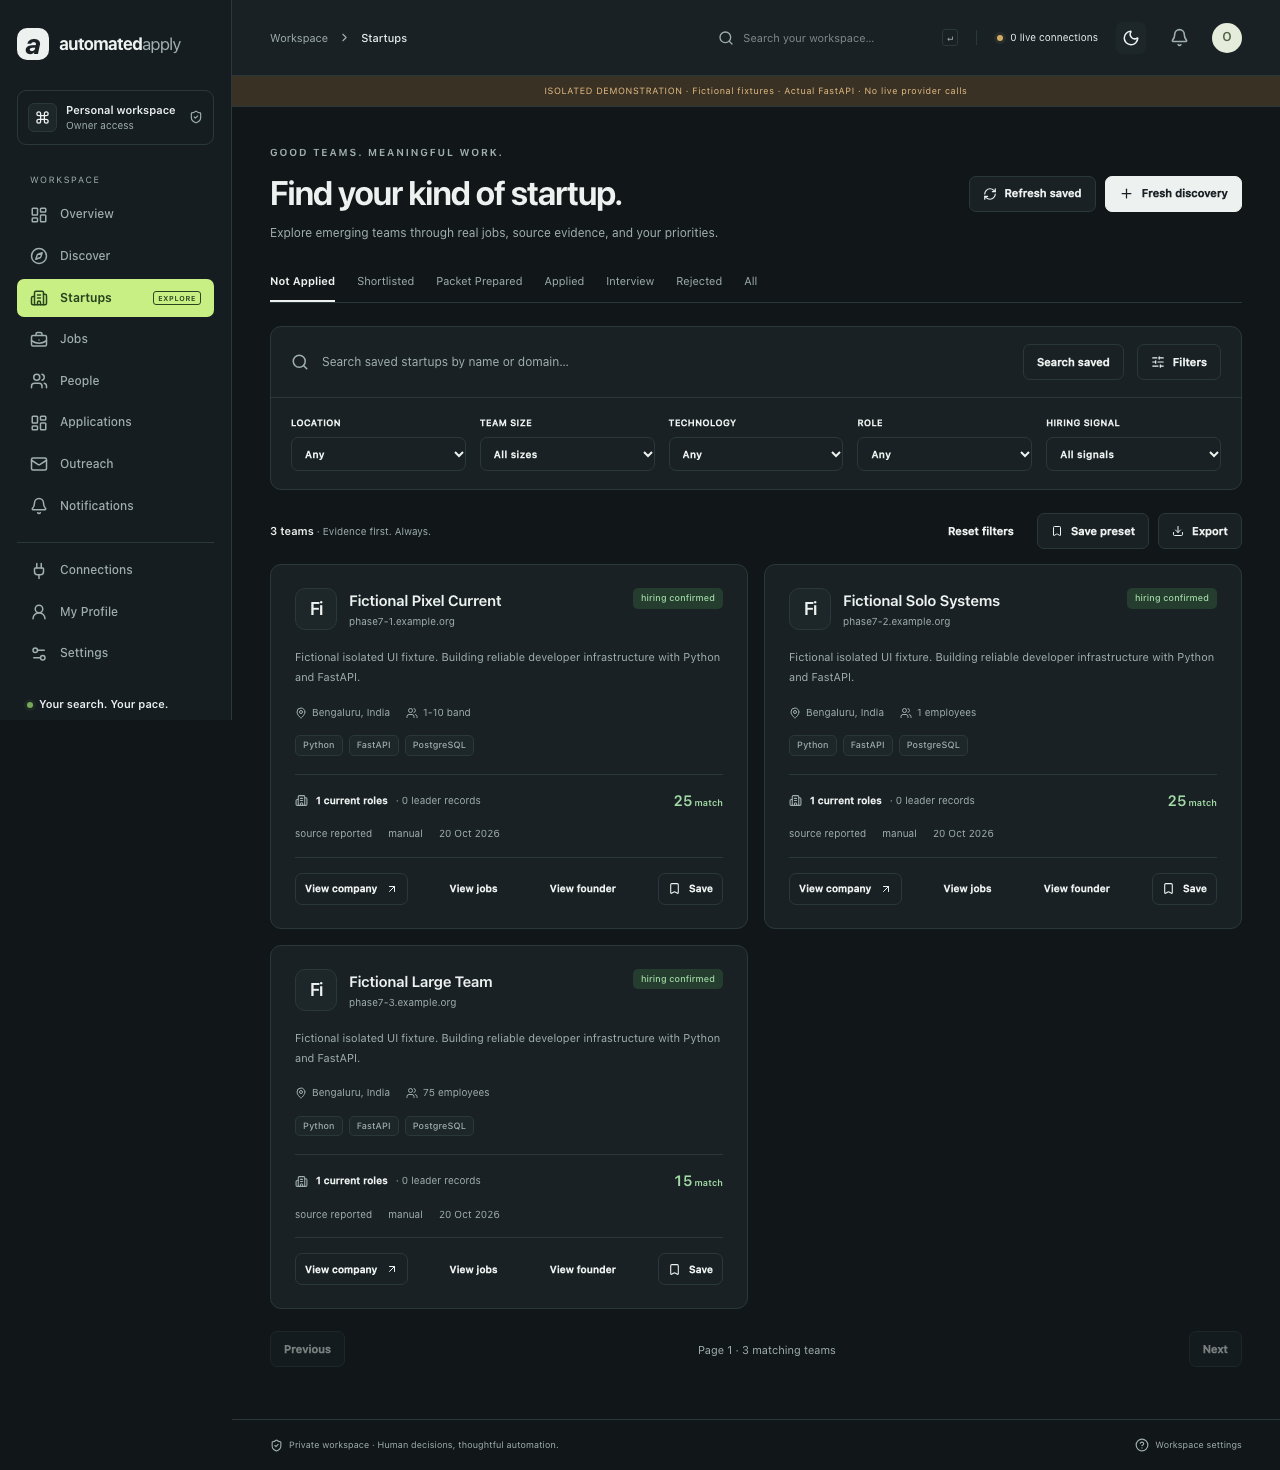 a automatedapply
Personal workspace
Owner access
WORKSPACE
Overview
Discover
Startups EXPLORE
Jobs
People
Applications
Outreach
Notifications
Connections
My Profile
Settings
Your search. Your pace.
Workspace > Startups
Search your workspace... ↵
0 live connections
O
ISOLATED DEMONSTRATION · Fictional fixtures · Actual FastAPI · No live provider calls
GOOD TEAMS. MEANINGFUL WORK.
Find your kind of startup.
Refresh saved
Fresh discovery
Explore emerging teams through real jobs, source evidence, and your priorities.
Not Applied Shortlisted Packet Prepared Applied Interview Rejected All
Search saved startups by name or domain...
Search saved
Filters
LOCATION TEAM SIZE TECHNOLOGY ROLE HIRING SIGNAL
Any All sizes Any Any All signals
3 teams · Evidence first. Always.
Reset filters
Save preset
Export
Fi
Fictional Pixel Current
hiring confirmed
phase7-1.example.org
Fictional isolated UI fixture. Building reliable developer infrastructure with Python
and FastAPI.
Bengaluru, India 1-10 band
Python FastAPI PostgreSQL
1 current roles · 0 leader records
25 match
source reported manual 20 Oct 2026
View company View jobs View founder Save
Fi
Fictional Solo Systems
hiring confirmed
phase7-2.example.org
Fictional isolated UI fixture. Building reliable developer infrastructure with Python
and FastAPI.
Bengaluru, India 1 employees
Python FastAPI PostgreSQL
1 current roles · 0 leader records
25 match
source reported manual 20 Oct 2026
View company View jobs View founder Save
Fi
Fictional Large Team
hiring confirmed
phase7-3.example.org
Fictional isolated UI fixture. Building reliable developer infrastructure with Python
and FastAPI.
Bengaluru, India 75 employees
Python FastAPI PostgreSQL
1 current roles · 0 leader records
15 match
source reported manual 20 Oct 2026
View company View jobs View founder Save
Previous
Page 1 · 3 matching teams
Next
Private workspace · Human decisions, thoughtful automation.
Workspace settings